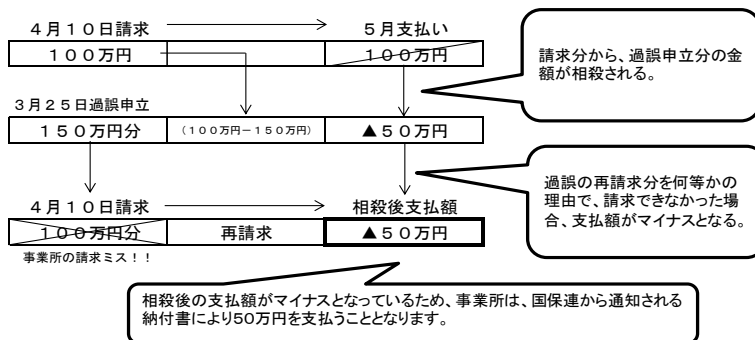 ４月１０日請求
５月支払い
１００万円
１００万円
請求分から、過誤申立分の金
額が相殺される。
３月２５日過誤申立
１５０万円分
（１００万円－１５０万円）
▲５０万円
過誤の再請求分を何等かの
理由で、請求できなかった場
合、支払額がマイナスとなる。
４月１０日請求
相殺後支払額
１００万円分
再請求
▲５０万円
事業所の請求ミス！！
相殺後の支払額がマイナスとなっているため、事業所は、国保連から通知される
納付書により50万円を支払うこととなります。